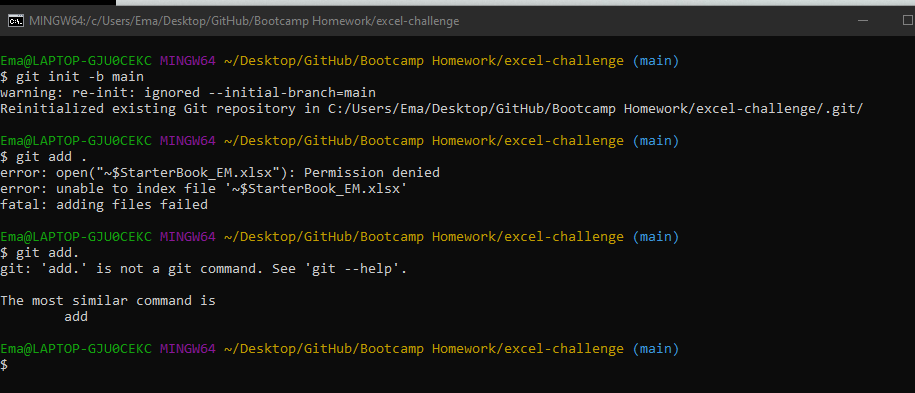 MINGW64:/c/Users/Ema/Desktop/GitHub/Bootcamp Homework/excel-challenge
Ema@LAPTOP-GJU0CEKC MINGW64 ~/Desktop/GitHub/Bootcamp Homework/excel-challenge (main)
$ git init -b main
warning: re-init: ignored --initial-branch=main
Reinitialized existing Git repository in C:/Users/Ema/Desktop/GitHub/Bootcamp Homework/excel-challenge/.git/
Ema@LAPTOP-GJU0CEKC MINGW64 ~/Desktop/GitHub/Bootcamp Homework/excel-challenge (main)
$ git add .
error: open("~$StarterBook_EM.xlsx"): Permission denied
error: unable to index file '~$StarterBook_EM.xlsx'
fatal: adding files failed
Ema@LAPTOP-GJU0CEKC MINGW64 ~/Desktop/GitHub/Bootcamp Homework/excel-challenge (main)
$ git add.
git: 'add.' is not a git command. See 'git --help'.
The most similar command is
        add
Ema@LAPTOP-GJU0CEKC MINGW64 ~/Desktop/GitHub/Bootcamp Homework/excel-challenge (main)
$